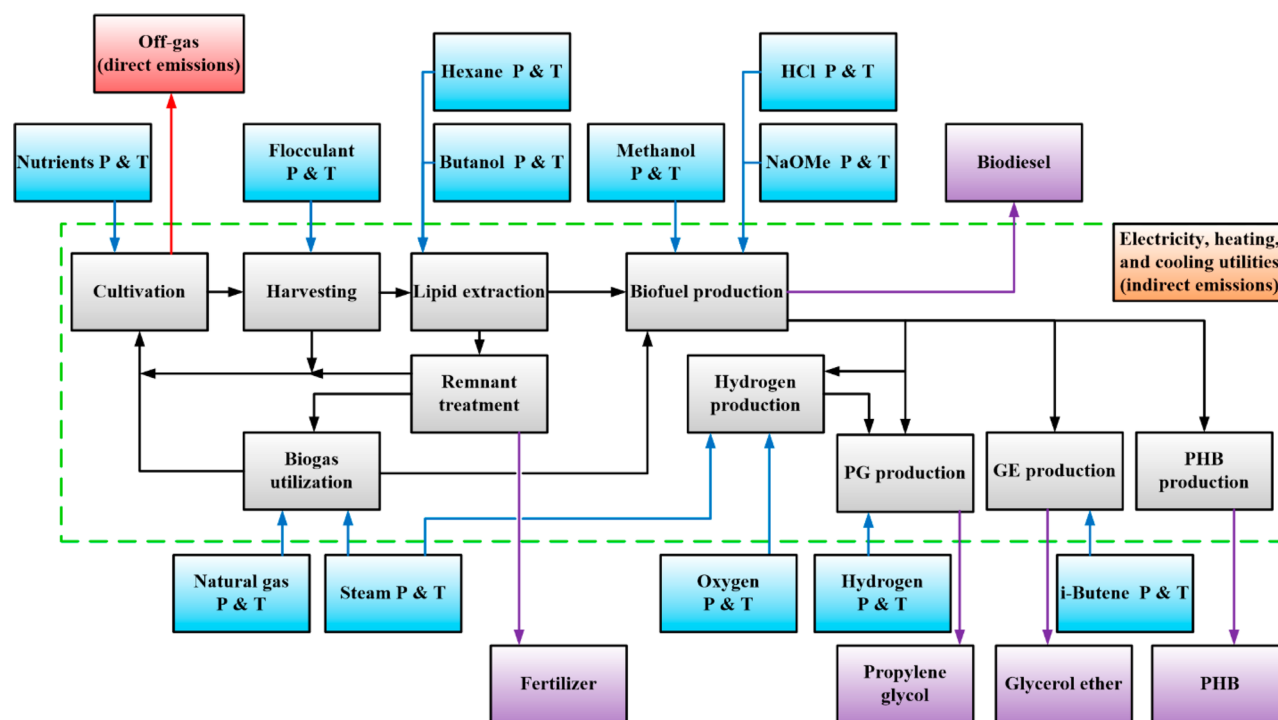 Off-gas
(direct emissions)
Hexane P & T
HCl P & T
Nutrients P & T
Flocculant
P & T
Butanol P & T
Methanol
P & T
NaOMe P & T
Biodiesel
Electricity, heating,
and cooling utilities
(indirect emissions)
Cultivation
Harvesting
Lipid extraction
Biofuel production
Remnant
treatment
Hydrogen
production
Biogas
utilization
PG production
GE production
PHB
production
Natural gas
P & T
Steam P & T
Oxygen
P & T
Hydrogen
P & T
i-Butene P & T
Fertilizer
Propylene
glycol
Glycerol ether
PHB